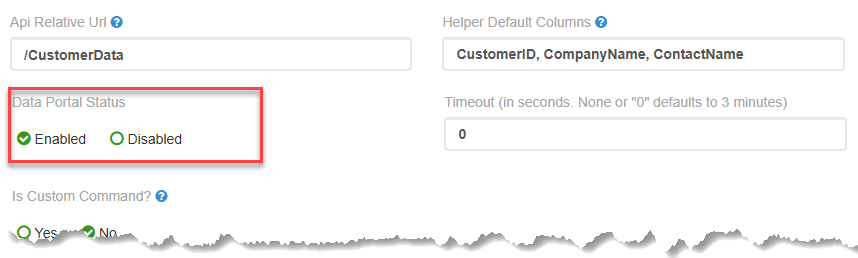 Api Relative Url
Helper Default Columns
/CustomerData
CustomerID, CompanyName, ContactName
Data Portal Status
Timeout (in seconds. None or "0" defaults to 3 minutes)
Enabled Disabled
0
Is Custom Command?
Yes No